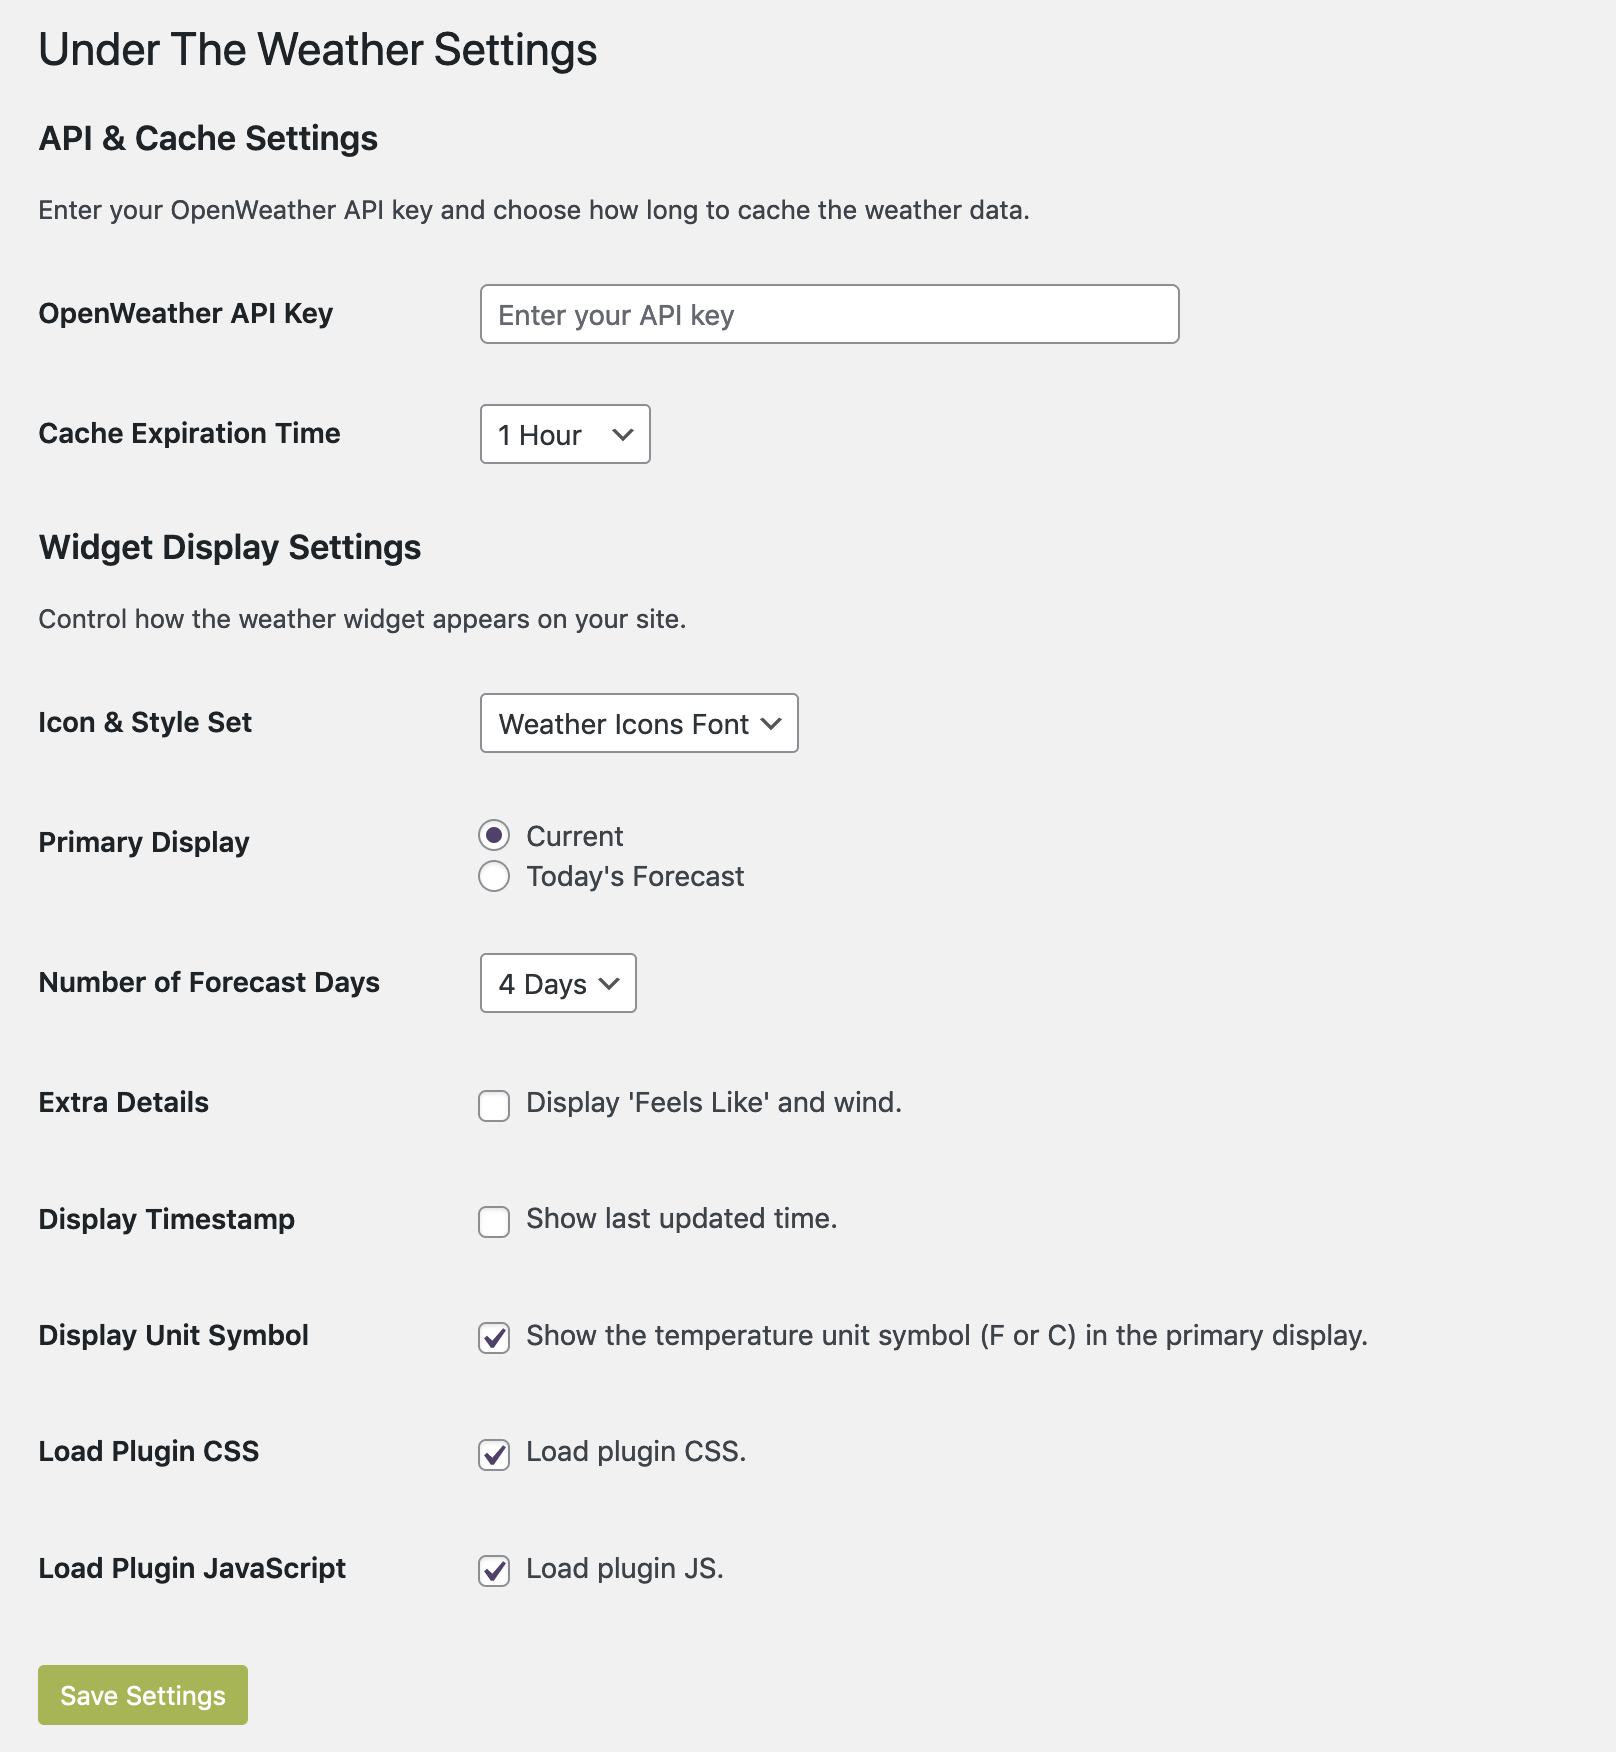 Under The Weather Settings
API & Cache Settings
Enter your OpenWeather API key and choose how long to cache the weather data.
OpenWeather API Key
Enter your API key
Cache Expiration Time
1 Hour
Widget Display Settings
Control how the weather widget appears on your site.
Icon & Style Set
Weather Icons Font
Primary Display
Current
Today's Forecast
Number of Forecast Days
4 Days
Extra Details
Display 'Feels Like' and wind.
Display Timestamp
Show last updated time.
Display Unit Symbol
Show the temperature unit symbol (F or C) in the primary display.
Load Plugin CSS
Load plugin CSS.
Load Plugin JavaScript
Load plugin JS.
Save Settings